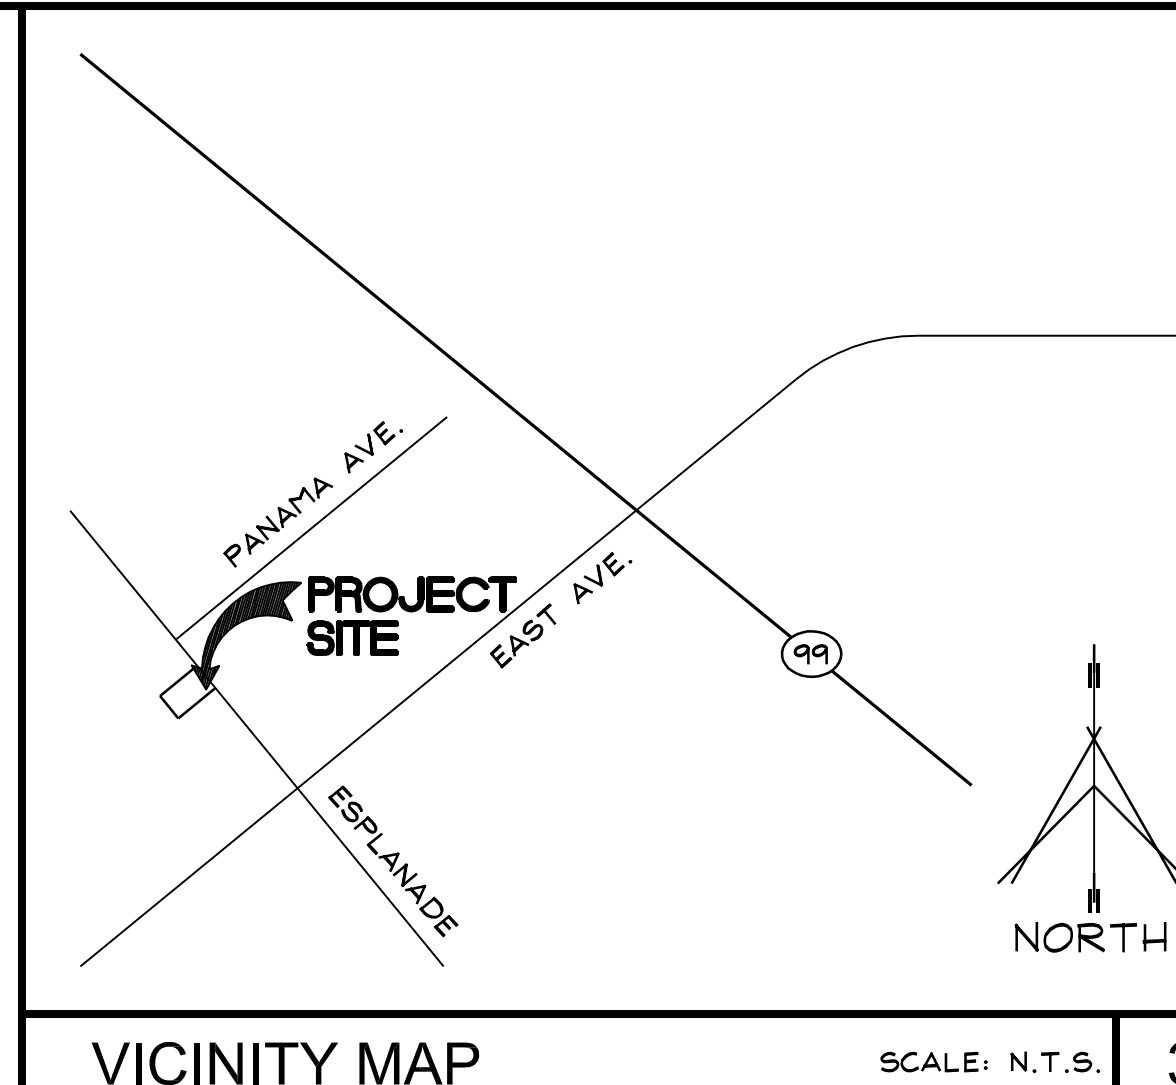 PANAMA AVE.
PROJECT
SITE
EAST AVE.
99
ESPLANADE
NORTH
VICINITY MAP
SCALE: N.T.S.